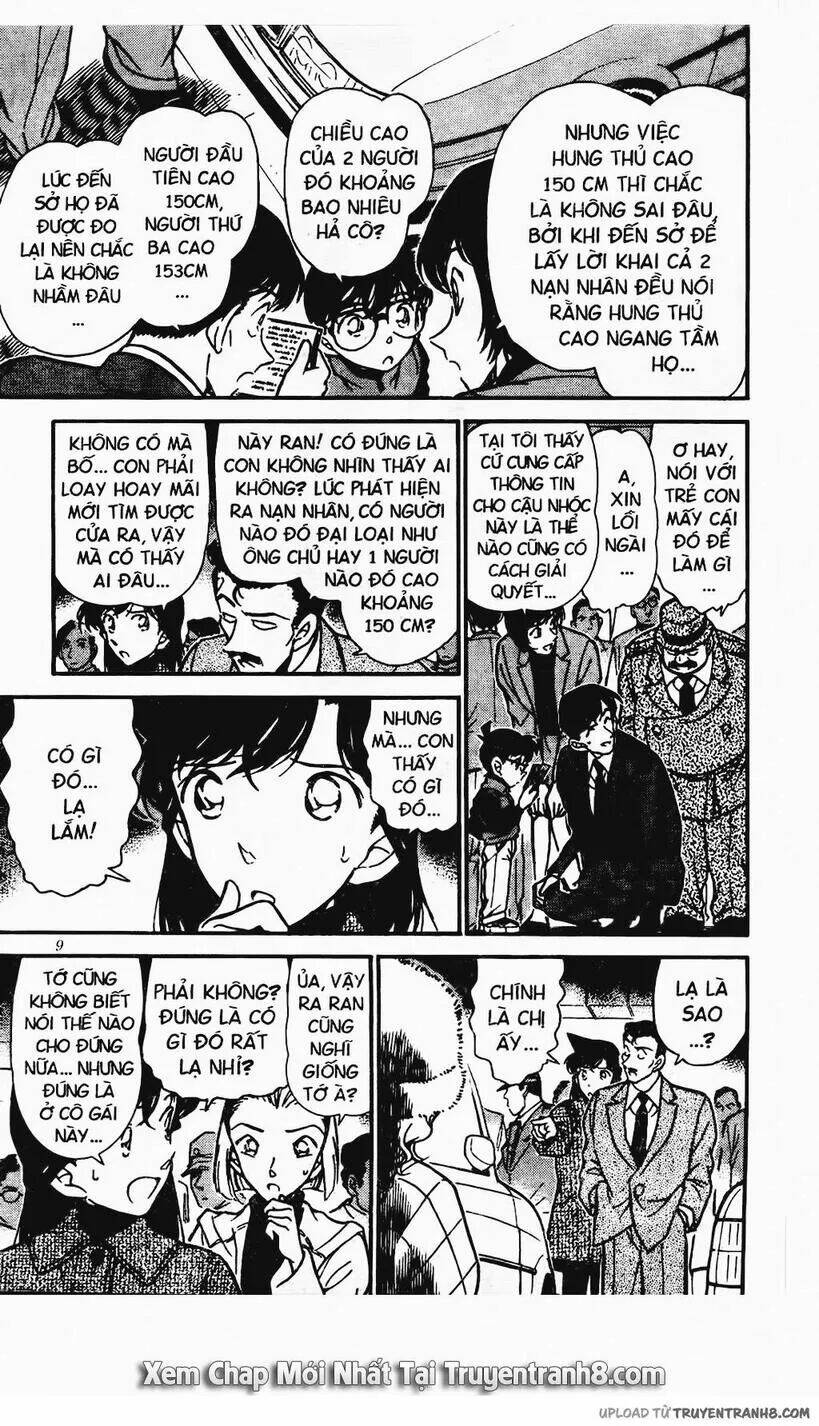 NHƯNG VIỆC
HUNG THỦ CAO
150 CM THÌ CHẮC
LÀ KHÔNG SAI ĐÂU,
BỞI KHI ĐẾN SỞ ĐỂ
LẤY LỜI KHAI CẢ 2
NẠN NHÂN ĐỀU NÓI
RẰNG HUNG THỦ
CAO NGANG TẦM
HỌ...
CHIỀU CAO
CỦA 2 NGƯỜI
ĐÓ KHOẢNG
BAO NHIÊU
HẢ CÔ?
NGƯỜI ĐẦU
TIÊN CAO
150CM,
NGƯỜI THỨ
BA CAO
153CM
...
LÚC ĐẾN
SỞ HỌ ĐÃ
ĐƯỢC ĐO
LẠI NÊN CHẮC
LÀ KHÔNG
NHẦM ĐÂU
...
Ơ HAY,
NÓI VỚI
TRẺ CON
MẤY CÁI
ĐÓ ĐỂ
LÀM GÌ
...
A,
XIN
LỖI
NGÀI
...
TẠI TÔI THẤY
CỨ CUNG CẤP
THÔNG TIN
CHO CẬU NHÓC
NÀY LÀ THỂ
NÀO CŨNG CÓ
CÁCH GIẢI
QUYẾT...
NÀY RAN! CÓ ĐÚNG LÀ
CON KHÔNG NHÌN THẤY AI
KHÔNG? LÚC PHÁT HIỆN
RA NẠN NHÂN, CÓ NGƯỜI
NÀO ĐÓ ĐẠI LOẠI NHƯ
ÔNG CHỦ HAY 1 NGƯỜI
NÀO ĐÓ CAO
KHOẢNG
150 CM?
KHÔNG CÓ MÀ
BỐ... CON PHẢI
LOAY HOAY MÃI
MỚI TÌM ĐƯỢC
CỬA RA, VẬY
MÀ CÓ THẤY
AI ĐÂU...
NHƯNG
MÀ... CON
THẤY
CÓ GÌ
ĐÓ...
CÓ GÌ
ĐÓ...
LẠ
LẮM!
9
LẠ LÀ
SAO
...?
CHÍNH
LÀ CHỊ
ẤY...
ỦA, VẬY
RA RAN
CŨNG
NGHĨ
GIỐNG
TỚ À?
PHẢI KHÔNG?
ĐÚNG LÀ CÓ
GÌ ĐÓ RẤT
LẠ NHỈ?
TỚ CŨNG
KHÔNG BIẾT
NÓI THẾ NÀO
CHO ĐÚNG
NỮA... NHƯNG
ĐÚNG LÀ
Ở CÔ GÁI
NÀY...
Xem Chap Mới Nhất Tại Truyentranh8.com
UPLOAD TỪ TRUYENTRANH8.COM